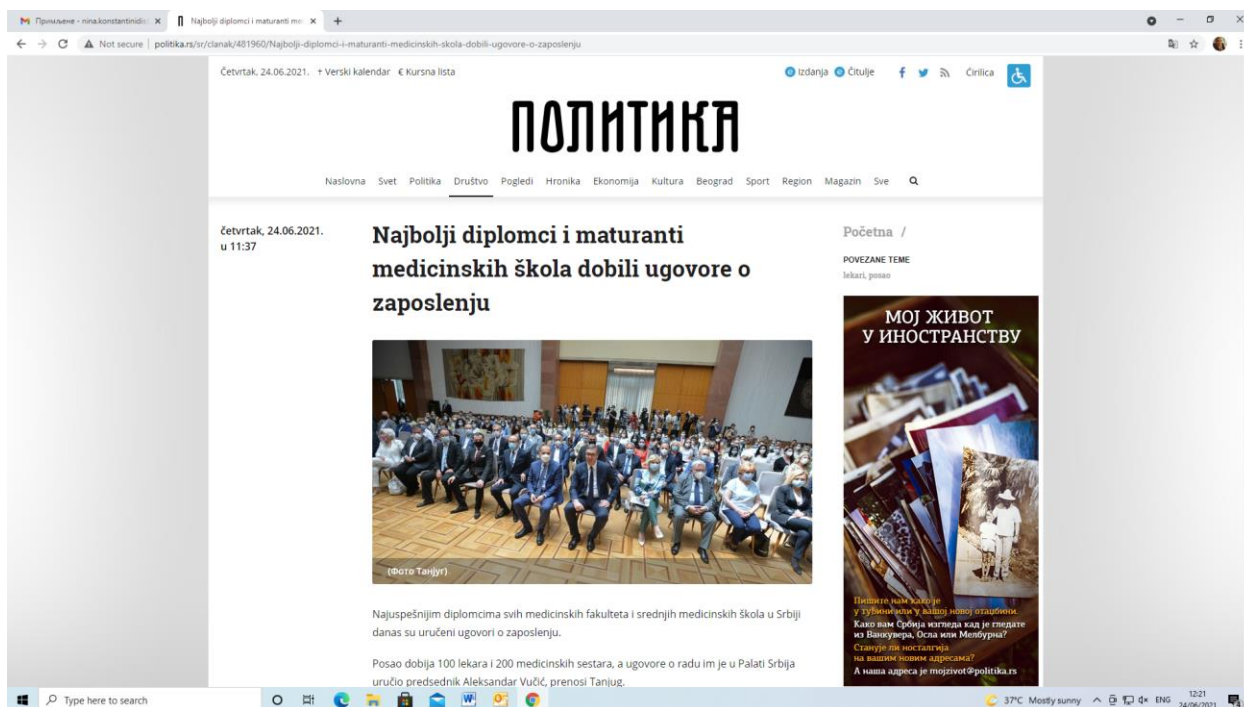 Примљене - nina.konstantinidis
Najbolji diplomci i maturanti me
Not secure
politika.rs/sr/clanak/481960/Najbolji-diplomci-i-maturanti-medicinskih-skola-dobili-ugovore-o-zaposlenju
Četvrtak, 24.06.2021. + Verski kalendar € Kursna lista
Izdanja Čitulje Ćirilica
ПОЛИТИКА
Naslovna Svet Politika Društvo Pogledi Hronika Ekonomija Kultura Beograd Sport Region Magazin Sve
četvrtak, 24.06.2021.
u 11:37
Najbolji diplomci i maturanti
medicinskih škola dobili ugovore o
zaposlenju
Početna /
POVEZANE TEME
lekari, posao
(Фото Танјуг)
МОЈ ЖИВОТ
У ИНОСТРАНСТВУ
Пишите нам како је
у туђини или у вашој новој отаџбини.
Како вам Србија изгледа кад је гледате
из Ванкувера, Осла или Мелбурна?
Станује ли носталгија
на вашим новим адресама?
А наша адреса је mojzivot@politika.rs
Najuspešnijim diplomcima svih medicinskih fakulteta i srednjih medicinskih škola u Srbiji
danas su uručeni ugovori o zaposlenju.
Posao dobija 100 lekara i 200 medicinskih sestara, a ugovore o radu im je u Palati Srbija
uručio predsednik Aleksandar Vučić, prenosi Tanjug.
Type here to search
37°C Mostly sunny
ENG
12:21
24/06/2021